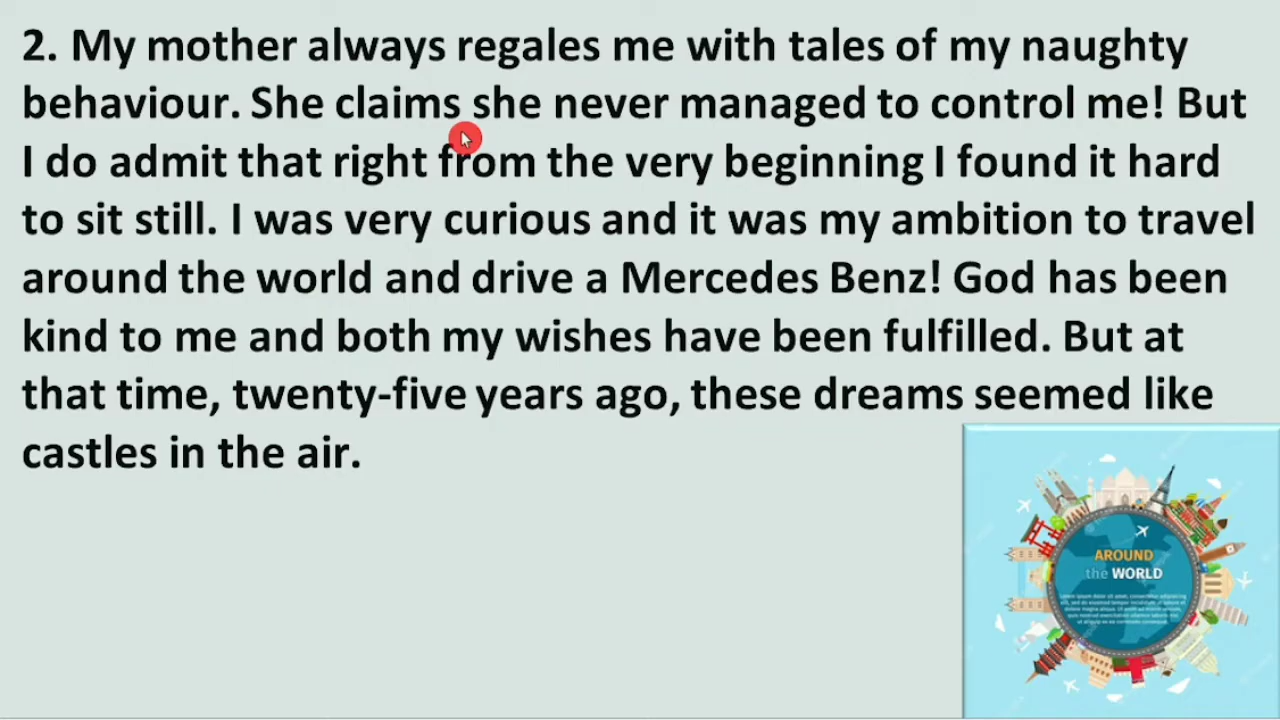 2. My mother always regales me with tales of my naughty
behaviour. She claims she never managed to control me! But
I do admit that right from the very beginning I found it hard
to sit still. I was very curious and it was my ambition to travel
around the world and drive a Mercedes Benz! God has been
kind to me and both my wishes have been fulfilled. But at
that time, twenty-five years ago, these dreams seemed like
castles in the air.
AROUND
the WORLD